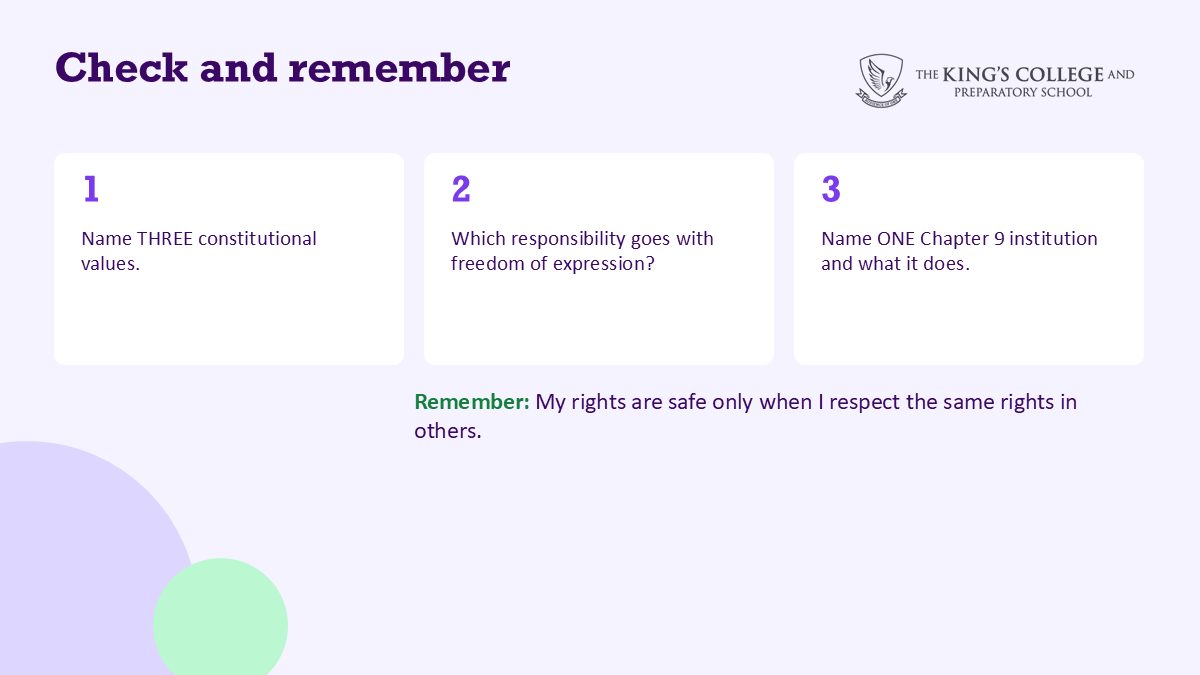 Check and remember
THE KING'S COLLEGE AND
PREPARATORY SCHOOL
1
Name THREE constitutional
values.
2
Which responsibility goes with
freedom of expression?
3
Name ONE Chapter 9 institution
and what it does.
Remember: My rights are safe only when I respect the same rights in
others.